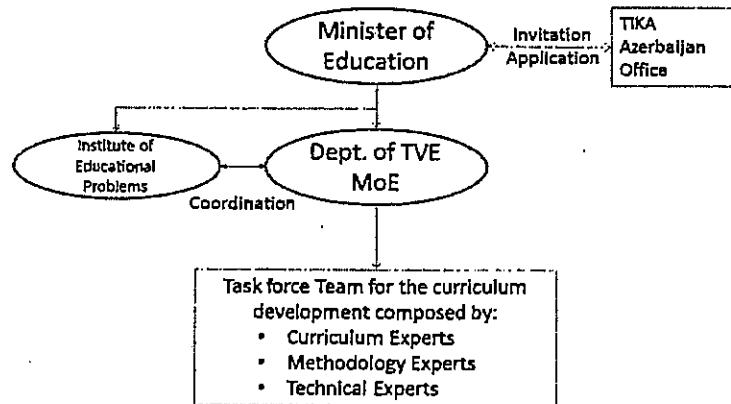 Minister of
Education
Invitation
Application
TIKA
Azerbaijan
Office
Institute of
Educational
Problems
Dept. of TVE
MoE
Coordination
Task force Team for the curriculum
development composed by:
• Curriculum Experts
• Methodology Experts
• Technical Experts